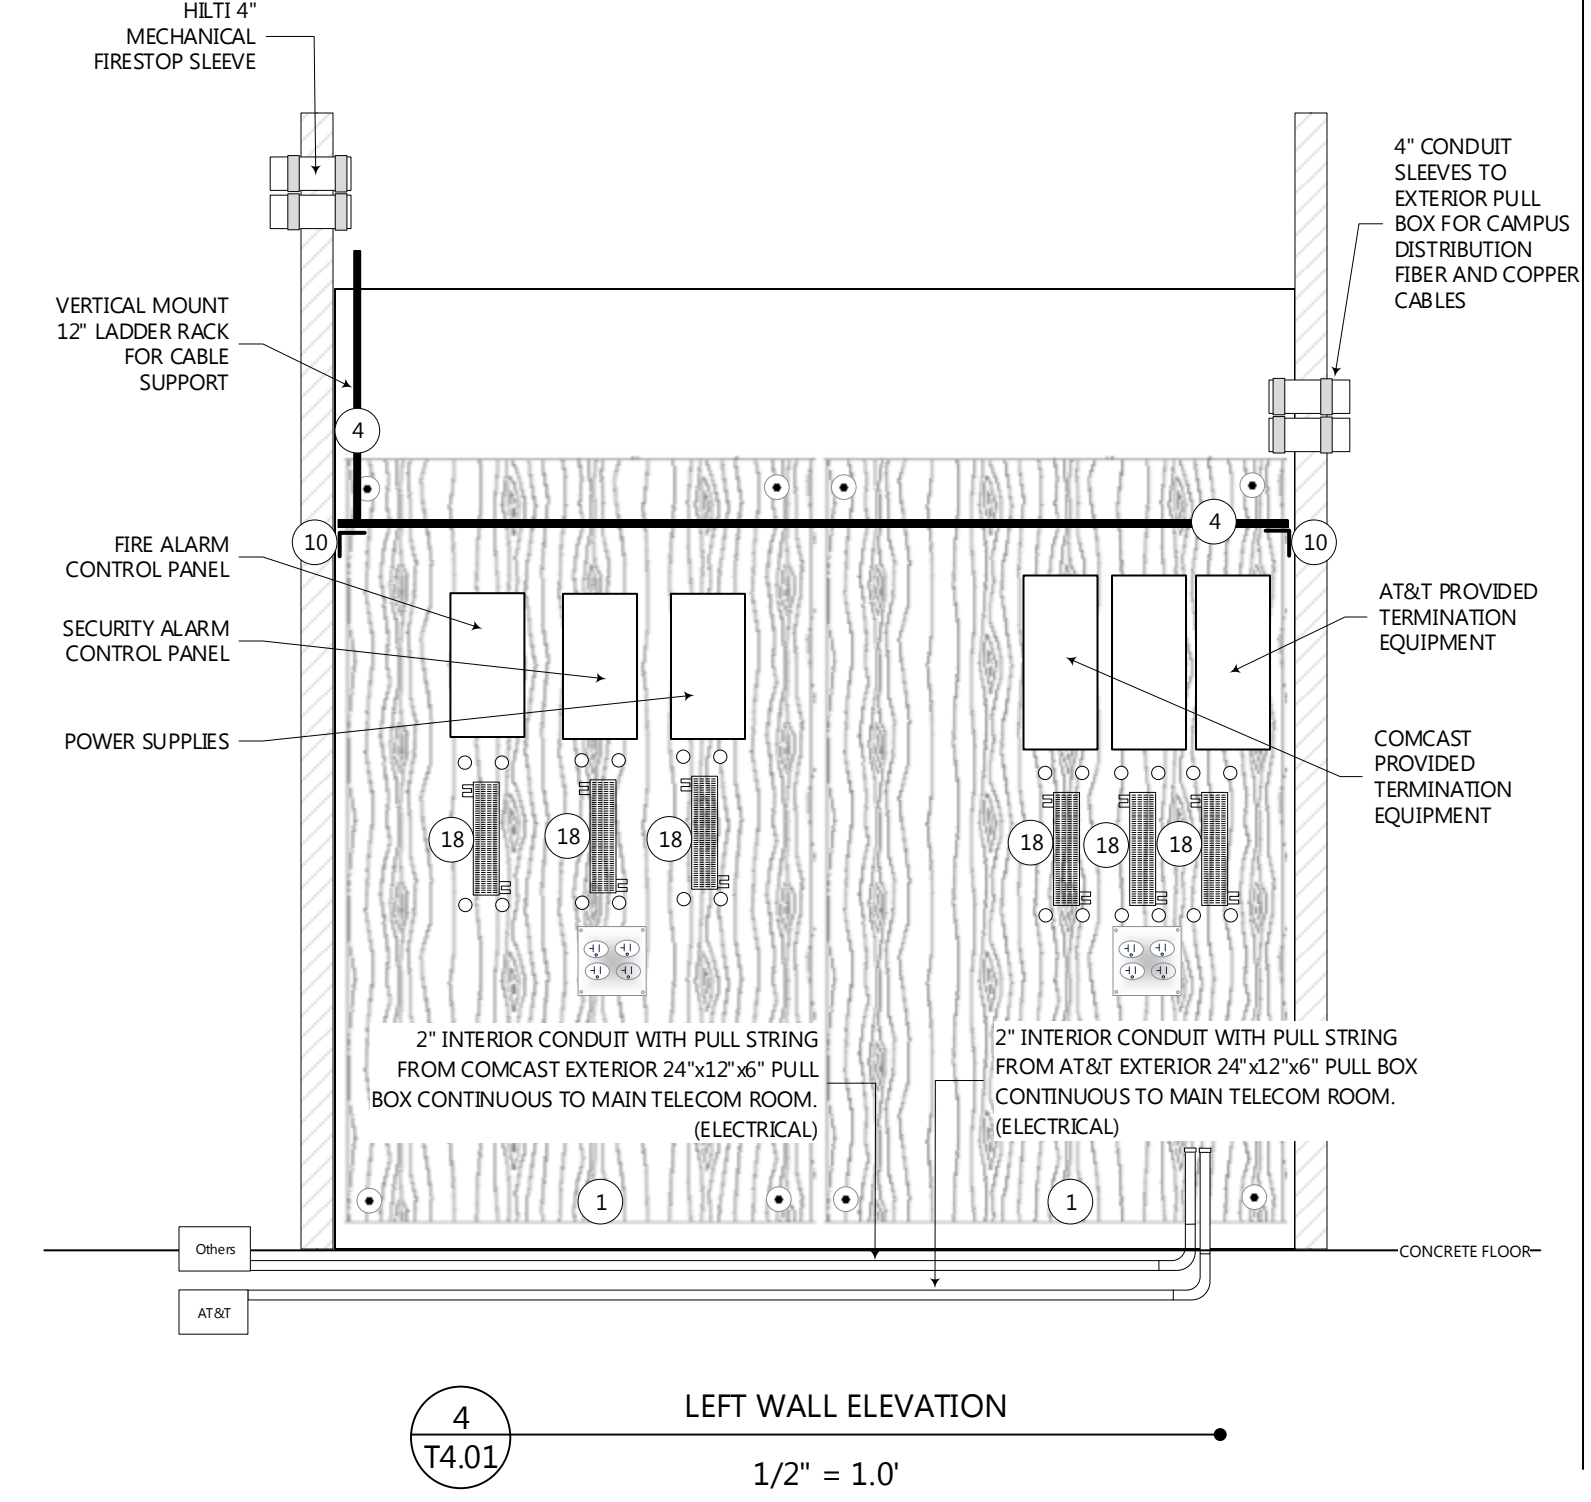 HILTI 4"
MECHANICAL
FIRESTOP SLEEVE
4" CONDUIT
SLEEVES TO
EXTERIOR PULL
BOX FOR CAMPUS
DISTRIBUTION
FIBER AND COPPER
CABLES
VERTICAL MOUNT
12" LADDER RACK
FOR CABLE
SUPPORT
4
4
10
10
FIRE ALARM
CONTROL PANEL
SECURITY ALARM
CONTROL PANEL
POWER SUPPLIES
AT&T PROVIDED
TERMINATION
EQUIPMENT
COMCAST
PROVIDED
TERMINATION
EQUIPMENT
18
18
18
18
18
18
2" INTERIOR CONDUIT WITH PULL STRING
FROM COMCAST EXTERIOR 24"x12"x6" PULL
BOX CONTINUOUS TO MAIN TELECOM ROOM.
(ELECTRICAL)
2" INTERIOR CONDUIT WITH PULL STRING
FROM AT&T EXTERIOR 24"x12"x6" PULL BOX
CONTINUOUS TO MAIN TELECOM ROOM.
(ELECTRICAL)
1
1
Others
CONCRETE FLOOR
AT&T
4
T4.01
LEFT WALL ELEVATION
1/2" = 1.0'